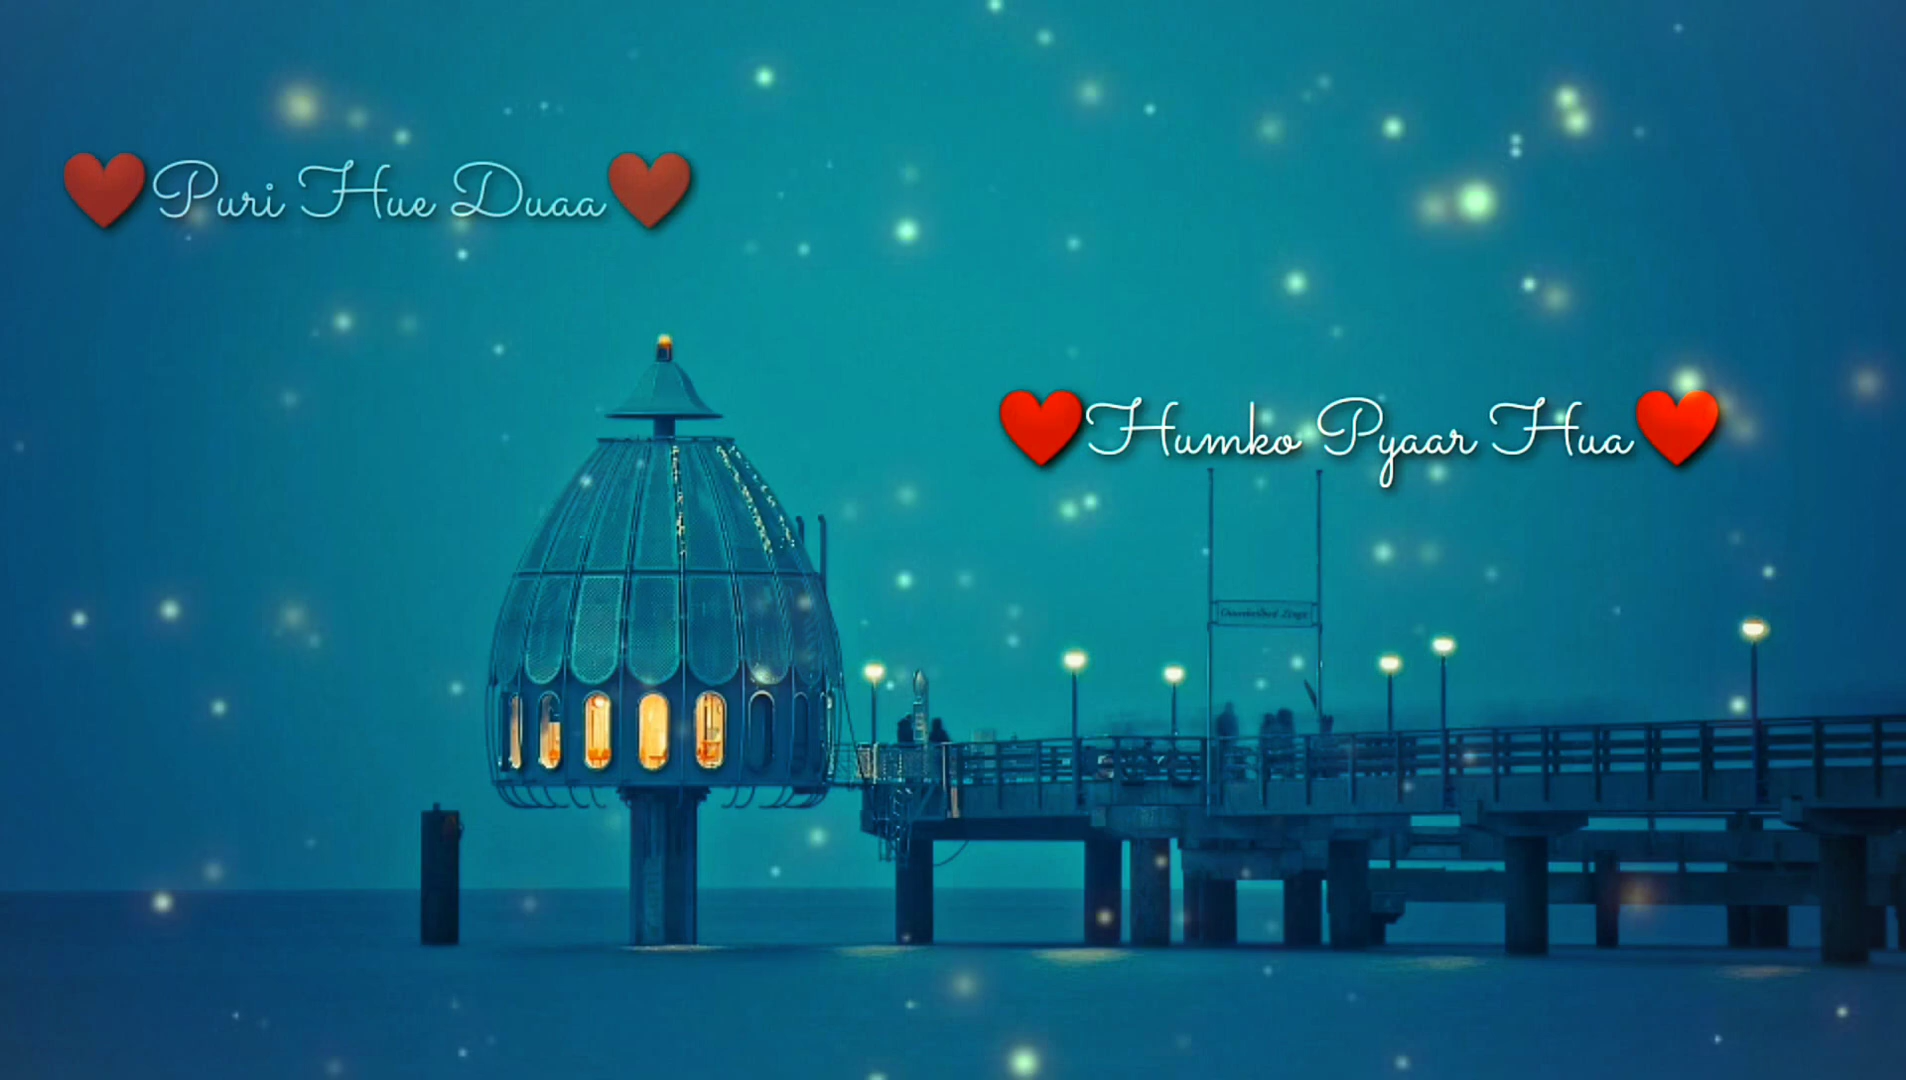 ❤️Puri Hue Duaa❤️
❤️Humko Pyaar Hua❤️